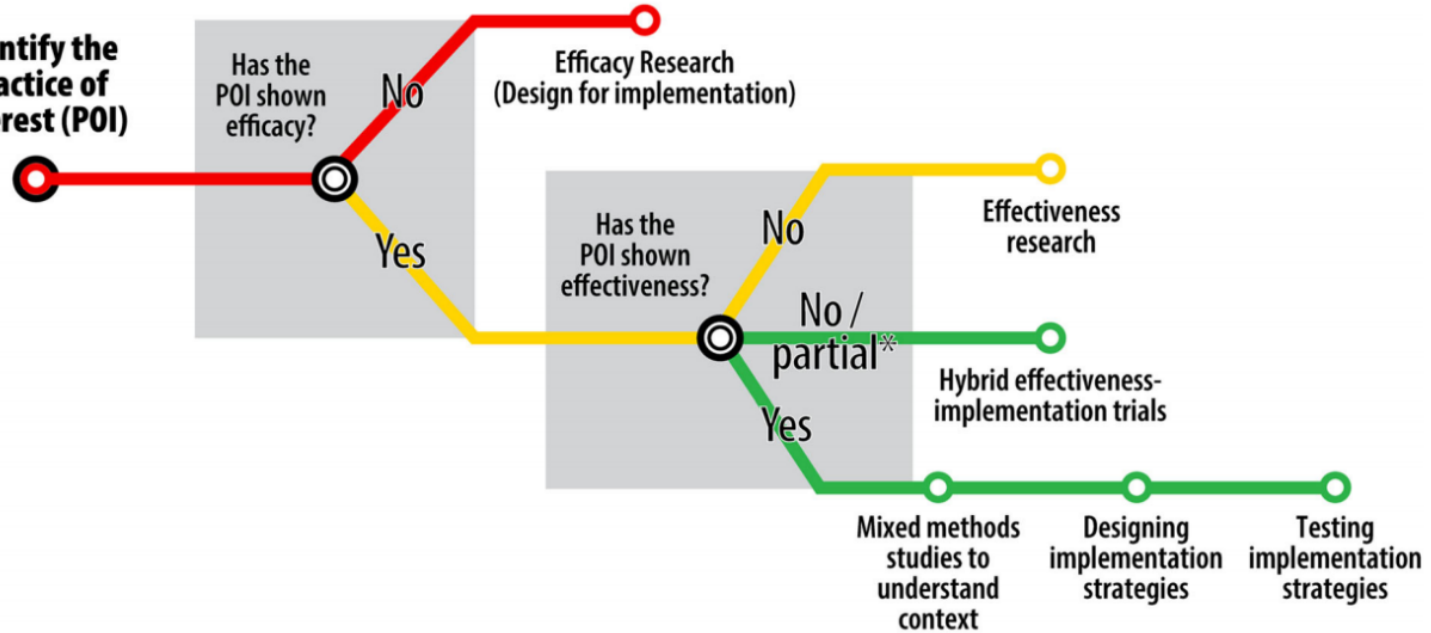 ntify the
actice of
rest (POI)
Has the
POI shown
efficacy?
No
Yes
Efficacy Research
(Design for implementation)
Has the
POI shown
effectiveness?
No
No /
partial*
Yes
Effectiveness
research
Hybrid effectiveness-
implementation trials
Mixed methods
studies to
understand
context
Designing
implementation
strategies
Testing
implementation
strategies